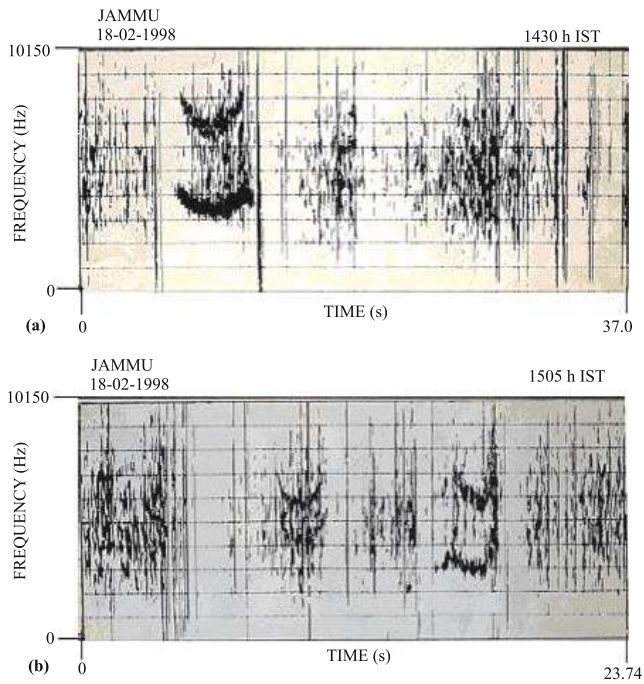 JAMMU
18-02-1998
1430 h IST
10150
FREQUENCY (Hz)
0
TIME (s)
(a)
0
37.0
JAMMU
18-02-1998
1505 h IST
10150
FREQUENCY (Hz)
0
TIME (s)
(b)
0
23.74